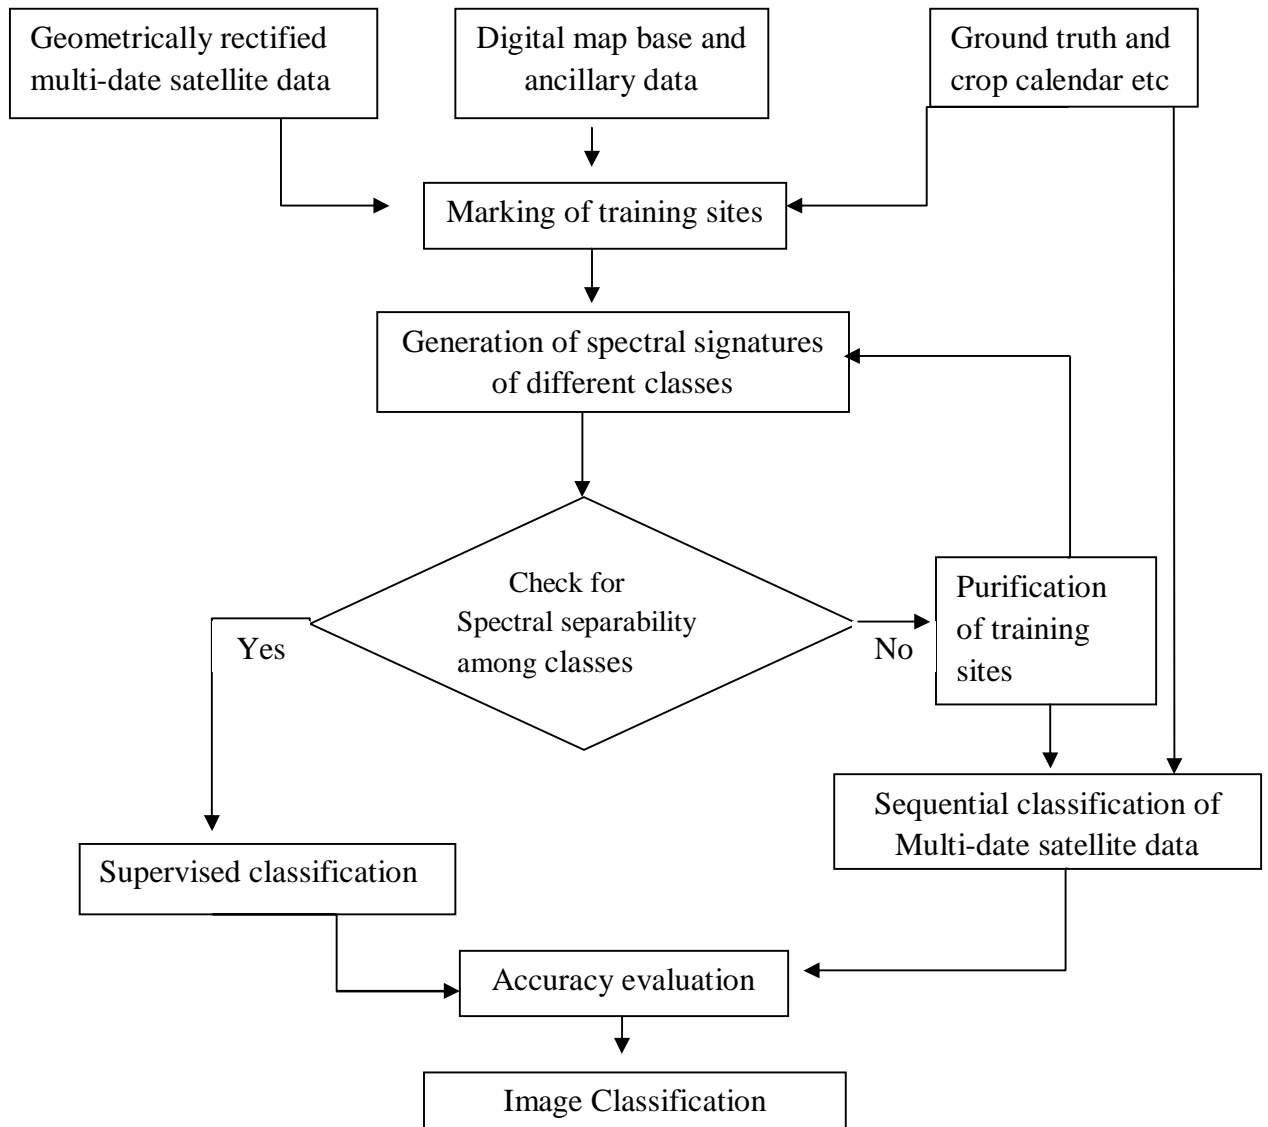 Geometrically rectified
multi-date satellite data
Digital map base and
ancillary data
Ground truth and
crop calendar etc
Marking of training sites
Generation of spectral signatures
of different classes
Check for
Spectral separability
among classes
Yes
No
Purification
of training
sites
Sequential classification of
Multi-date satellite data
Supervised classification
Accuracy evaluation
Image Classification